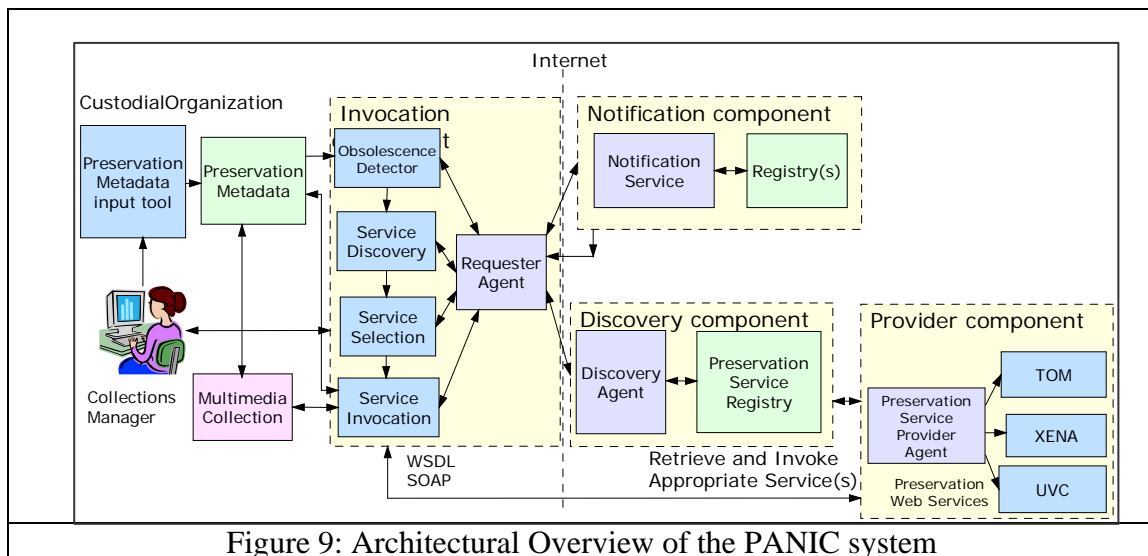 Internet
CustodialOrganization
Preservation
Metadata
input tool
Preservation
Metadata
Collections
Manager
Multimedia
Collection
Invocation
t
Obsolescence
Detector
Service
Discovery
Service
Selection
Service
Invocation
Requester
Agent
Notification component
Notification
Service
Registry(s)
Discovery component
Discovery
Agent
Preservation
Service
Registry
Provider component
Preservation
Service
Provider
Agent
TOM
XENA
UVC
Preservation
Web Services
WSDL
SOAP
Retrieve and Invoke
Appropriate Service(s)
Figure 9: Architectural Overview of the PANIC system